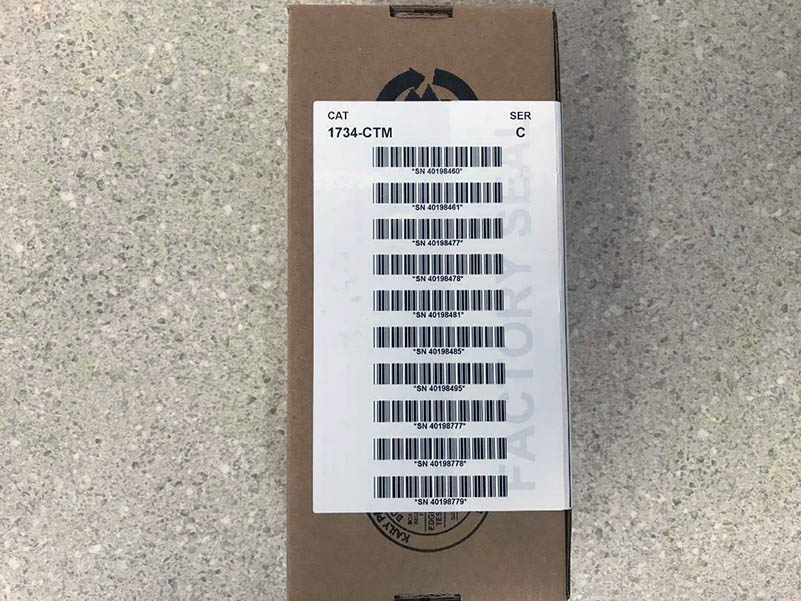 CAT SER
1734-CTM C
*SN 40198460*
*SN 40198461*
*SN 40198477*
*SN 40198478*
*SN 40198481*
*SN 40198485*
*SN 40198495*
*SN 40198777*
*SN 40198778*
*SN 40198779*
FACTORY SEAL